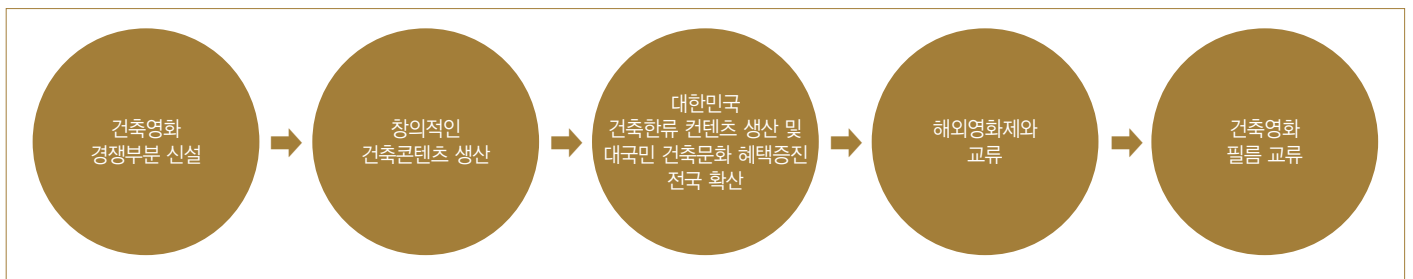 건축영화
경쟁부분 신설
창의적인
건축콘텐츠 생산
대한민국
건축한류 컨텐츠 생산 및
대국민 건축문화 혜택증진
전국 확산
해외영화제와
교류
건축영화
필름 교류